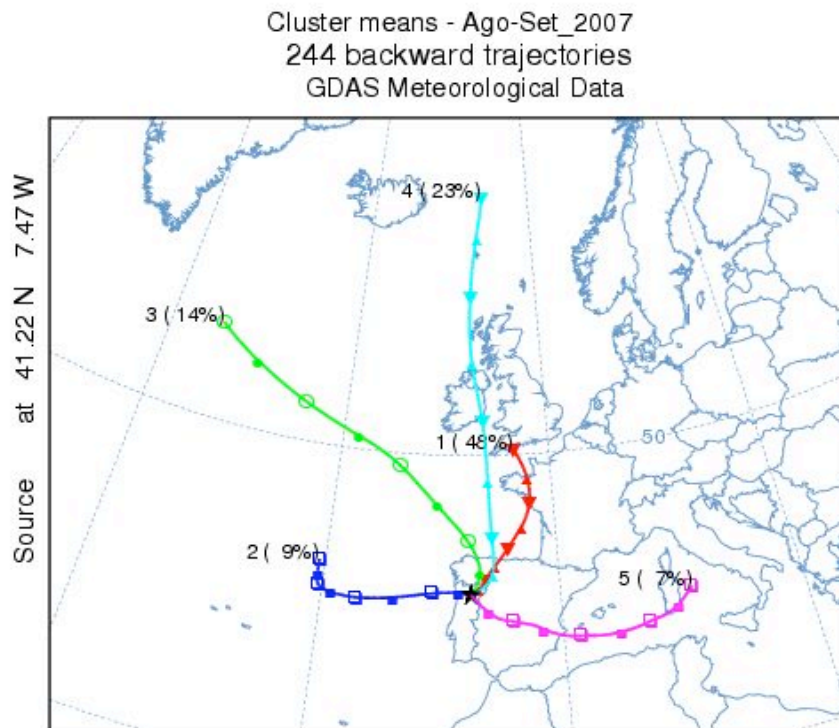 Cluster means - Ago-Set_2007
244 backward trajectories
GDAS Meteorological Data
Source at 41.22 N 7.47 W
4 ( 23%)
3 ( 14%)
1 ( 48%)
50
2 ( 9%)
5 ( 7%)